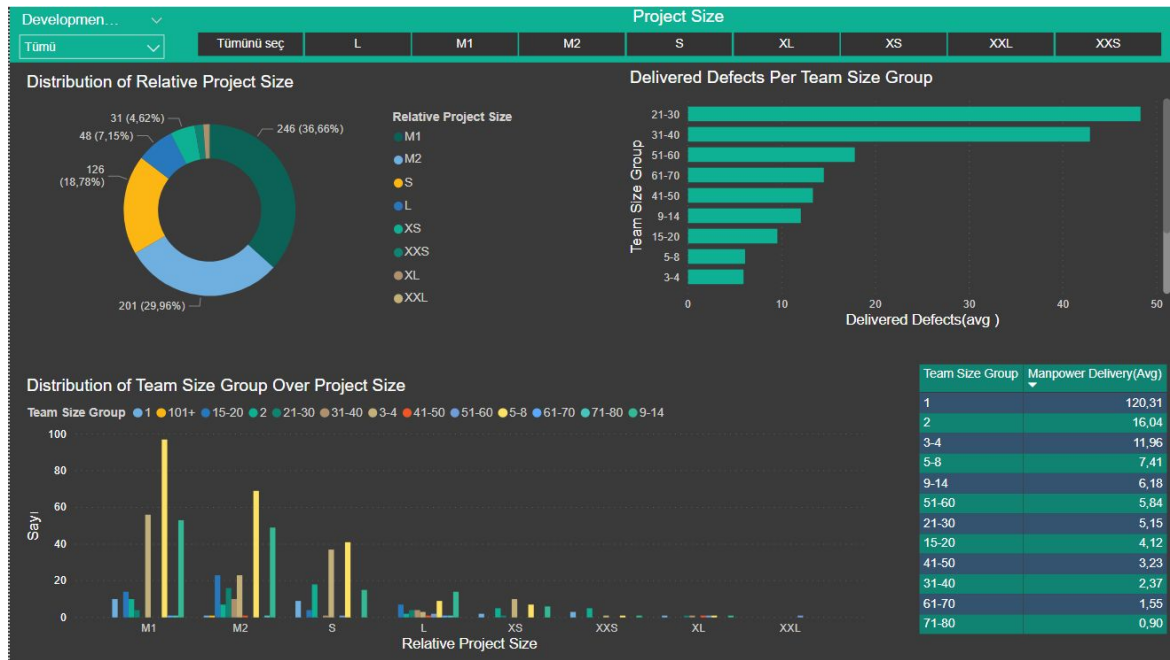 Developmen...
Tümü
Project Size
Tümünü seç L M1 M2 S XL XS XXL XXS
Distribution of Relative Project Size
31 (4,62%)
48 (7,15%)
126
(18,78%)
246 (36,66%)
201 (29,96%)
Relative Project Size
M1
M2
S
L
XS
XXS
XL
XXL
Delivered Defects Per Team Size Group
Team Size Group
21-30
31-40
51-60
61-70
41-50
9-14
15-20
5-8
3-4
0 10 20 30 40 50
Delivered Defects(avg )
Distribution of Team Size Group Over Project Size
Team Size Group 1 101+ 15-20 2 21-30 31-40 3-4 41-50 51-60 5-8 61-70 71-80 9-14
Sayı
100
80
60
40
20
0
M1 M2 S L XS XXS XL XXL
Relative Project Size
Team Size Group Manpower Delivery(Avg)
1 120,31
2 16,04
3-4 11,96
5-8 7,41
9-14 6,18
51-60 5,84
21-30 5,15
15-20 4,12
41-50 3,23
31-40 2,37
61-70 1,55
71-80 0,90